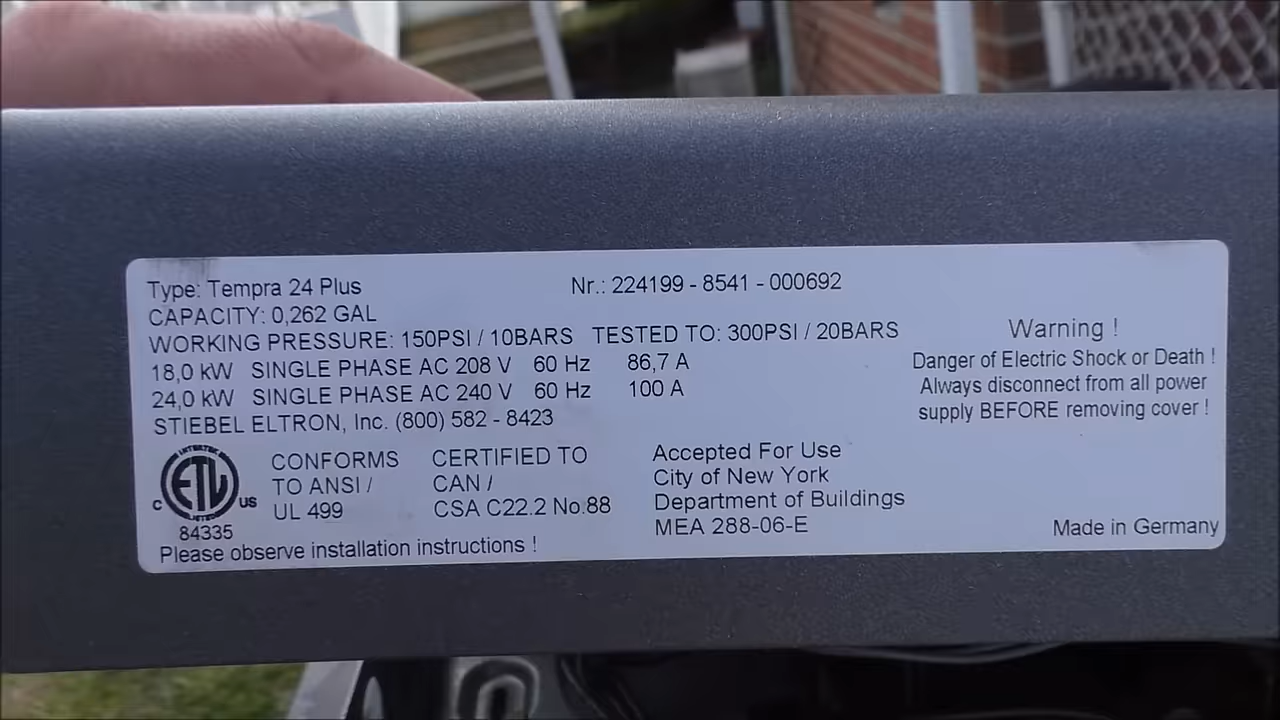 Type: Tempra 24 Plus Nr.: 224199 - 8541 - 000692
CAPACITY: 0,262 GAL
WORKING PRESSURE: 150PSI / 10BARS TESTED TO: 300PSI / 20BARS
18,0 kW SINGLE PHASE AC 208 V 60 Hz 86,7 A
24,0 kW SINGLE PHASE AC 240 V 60 Hz 100 A
STIEBEL ELTRON, Inc. (800) 582 - 8423
Warning !
Danger of Electric Shock or Death !
Always disconnect from all power
supply BEFORE removing cover !
INTERTEK
ETL
LISTED
C US
84335
CONFORMS
TO ANSI /
UL 499
CERTIFIED TO
CAN /
CSA C22.2 No.88
Accepted For Use
City of New York
Department of Buildings
MEA 288-06-E
Please observe installation instructions !
Made in Germany